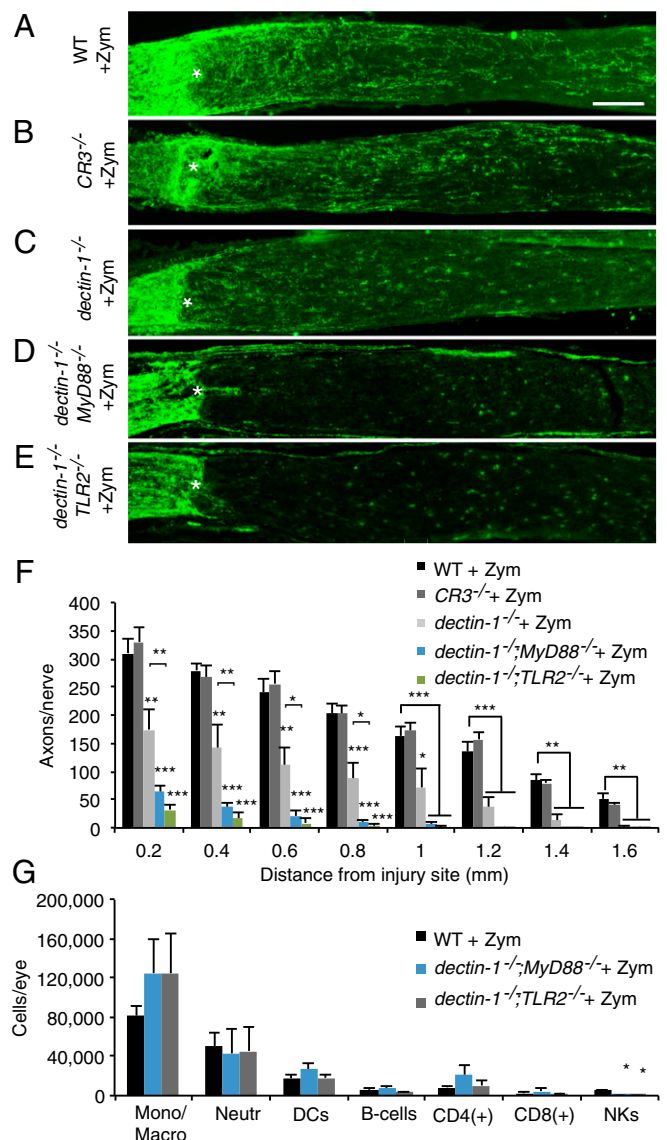 A
WT
+Zym
*
B
CR3-/-
+Zym
*
C
dectin-1-/-
+Zym
*
D
dectin-1-/-
MyD88-/-
+Zym
*
E
dectin-1-/-
TLR2-/-
+Zym
*
F
WT + Zym
CR3-/-+ Zym
dectin-1-/-+ Zym
dectin-1-/-;MyD88-/-+ Zym
dectin-1-/-;TLR2-/-+ Zym
Axons/nerve
400
350
300
250
200
150
100
50
0
** ** *** ***
** ** *** ***
* ** *** ***
* *** *** ***
*** *
***
**
**
0.2 0.4 0.6 0.8 1 1.2 1.4 1.6
Distance from injury site (mm)
G
200,000
160,000
120,000
80,000
40,000
0
Cells/eye
WT + Zym
dectin-1-/-;MyD88-/-+ Zym
dectin-1-/-;TLR2-/-+ Zym
* *
Mono/ Neutr DCs B-cells CD4(+) CD8(+) NKs
Macro